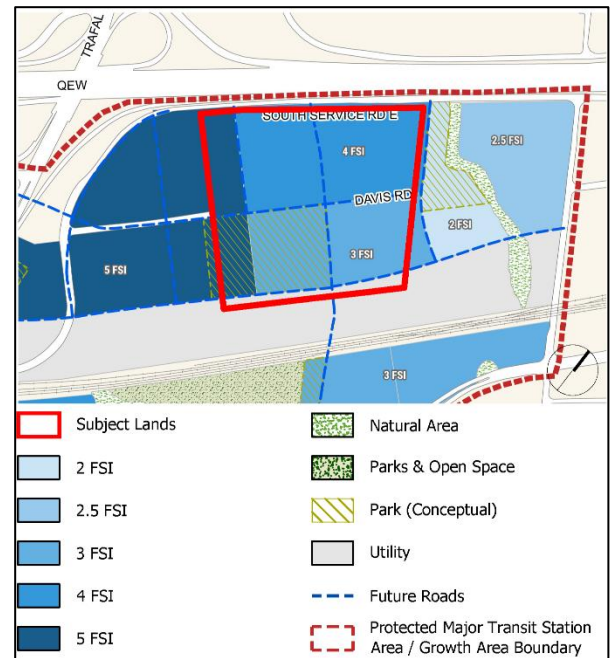 TRAFAL
QEW
SOUTH SERVICE RD E
2.5 FSI
4 FSI
DAVIS RD
2 FSI
3 FSI
5 FSI
3 FSI
Subject Lands
2 FSI
2.5 FSI
3 FSI
4 FSI
5 FSI
Natural Area
Parks & Open Space
Park (Conceptual)
Utility
Future Roads
Protected Major Transit Station
Area / Growth Area Boundary